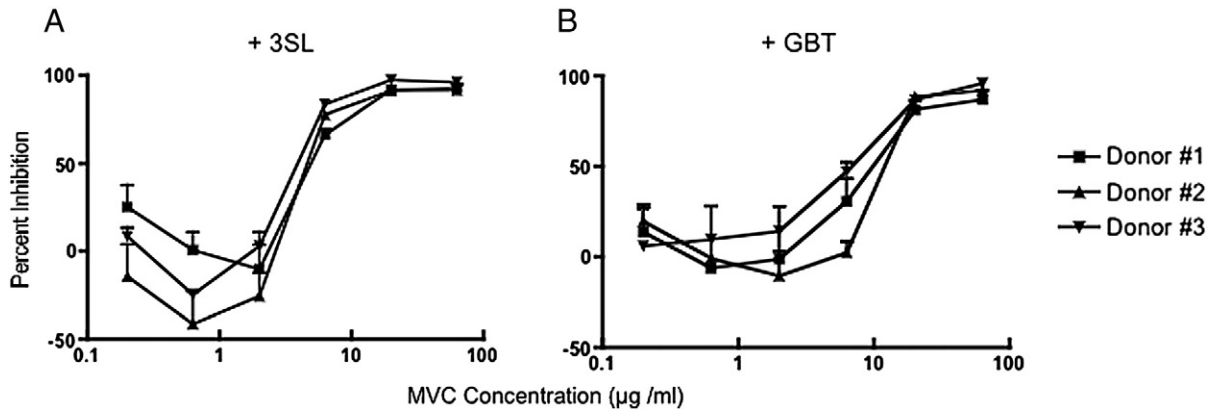 A
+ 3SL
Percent Inhibition
100
50
0
-50
0.1 1 10 100
B
+ GBT
100
50
0
-50
0.1 1 10 100
MVC Concentration (µg /ml)
Donor #1
Donor #2
Donor #3